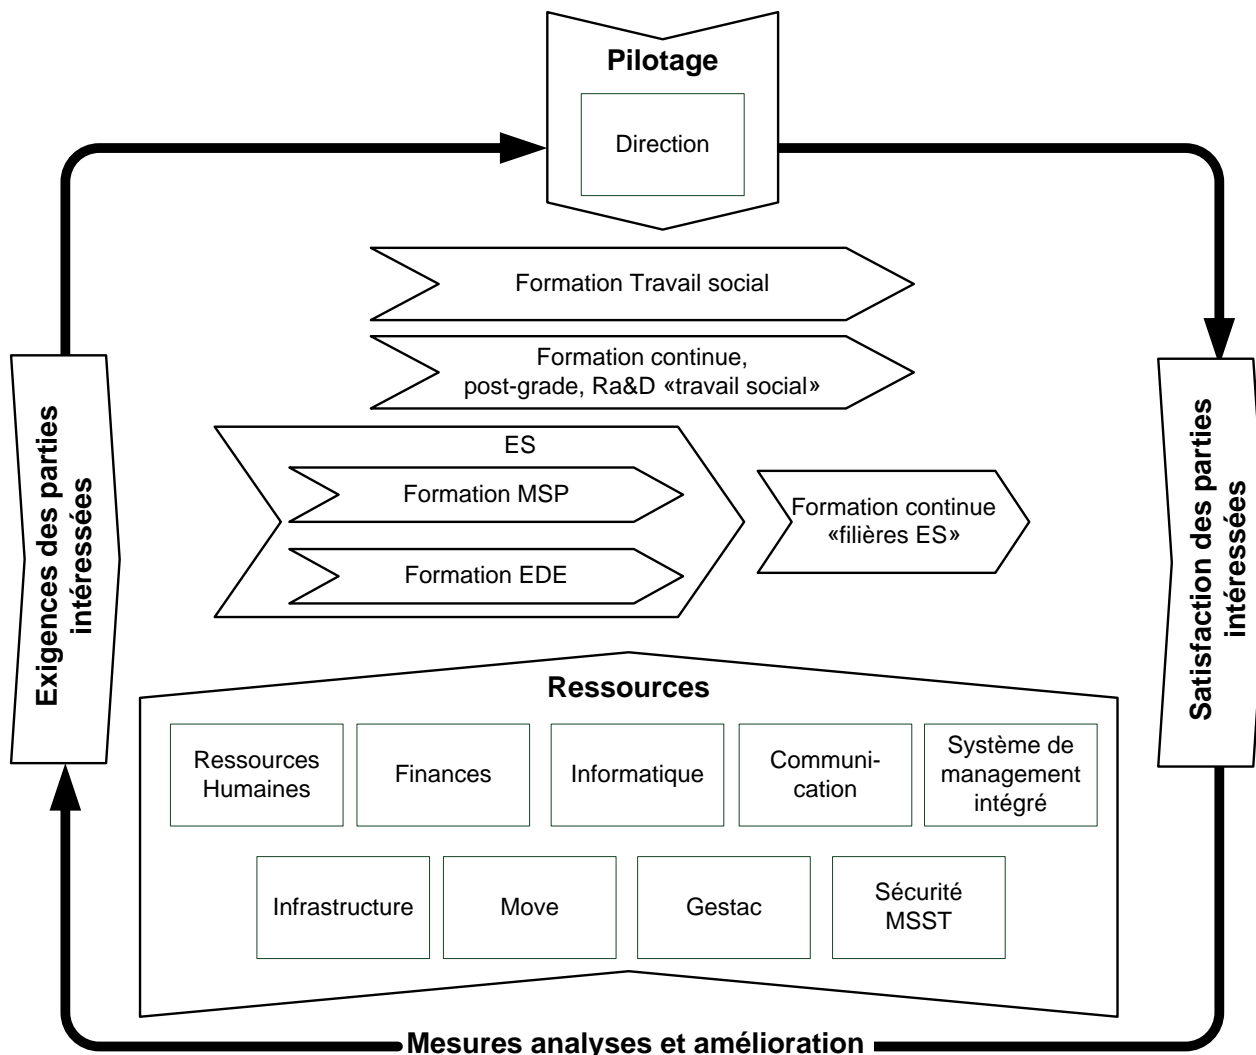 Pilotage
Direction
Formation Travail social
Formation continue,
post-grade, Ra&D «travail social»
ES
Formation MSP
Formation EDE
Formation continue
«filières ES»
Exigences des parties
intéressées
Satisfaction des parties
intéressées
Ressources
Ressources
Humaines
Finances
Informatique
Communi-
cation
Système de
management
intégré
Infrastructure
Move
Gestac
Sécurité
MSST
Mesures analyses et amélioration